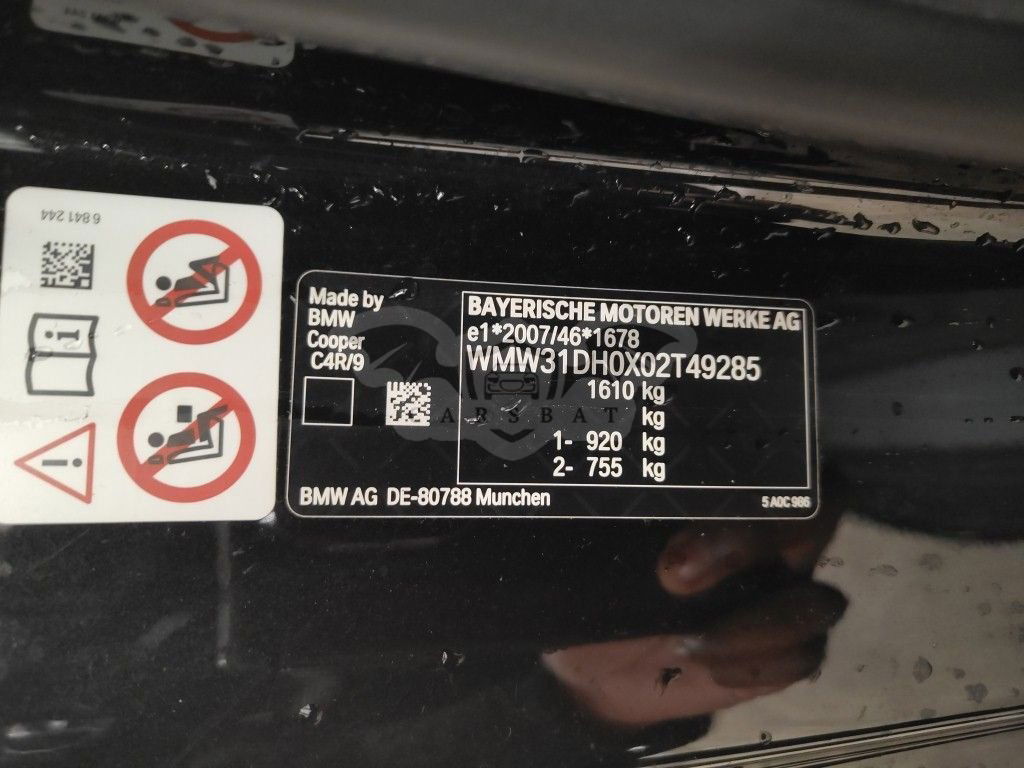 6 841 244
Made by
BMW
Cooper
C4R/9
BAYERISCHE MOTOREN WERKE AG
e1*2007/46*1678
WMW31DH0X02T49285
1610 kg
kg
1- 920 kg
2- 755 kg
ARSBAT
BMW AG DE-80788 Munchen
5 A0C 986